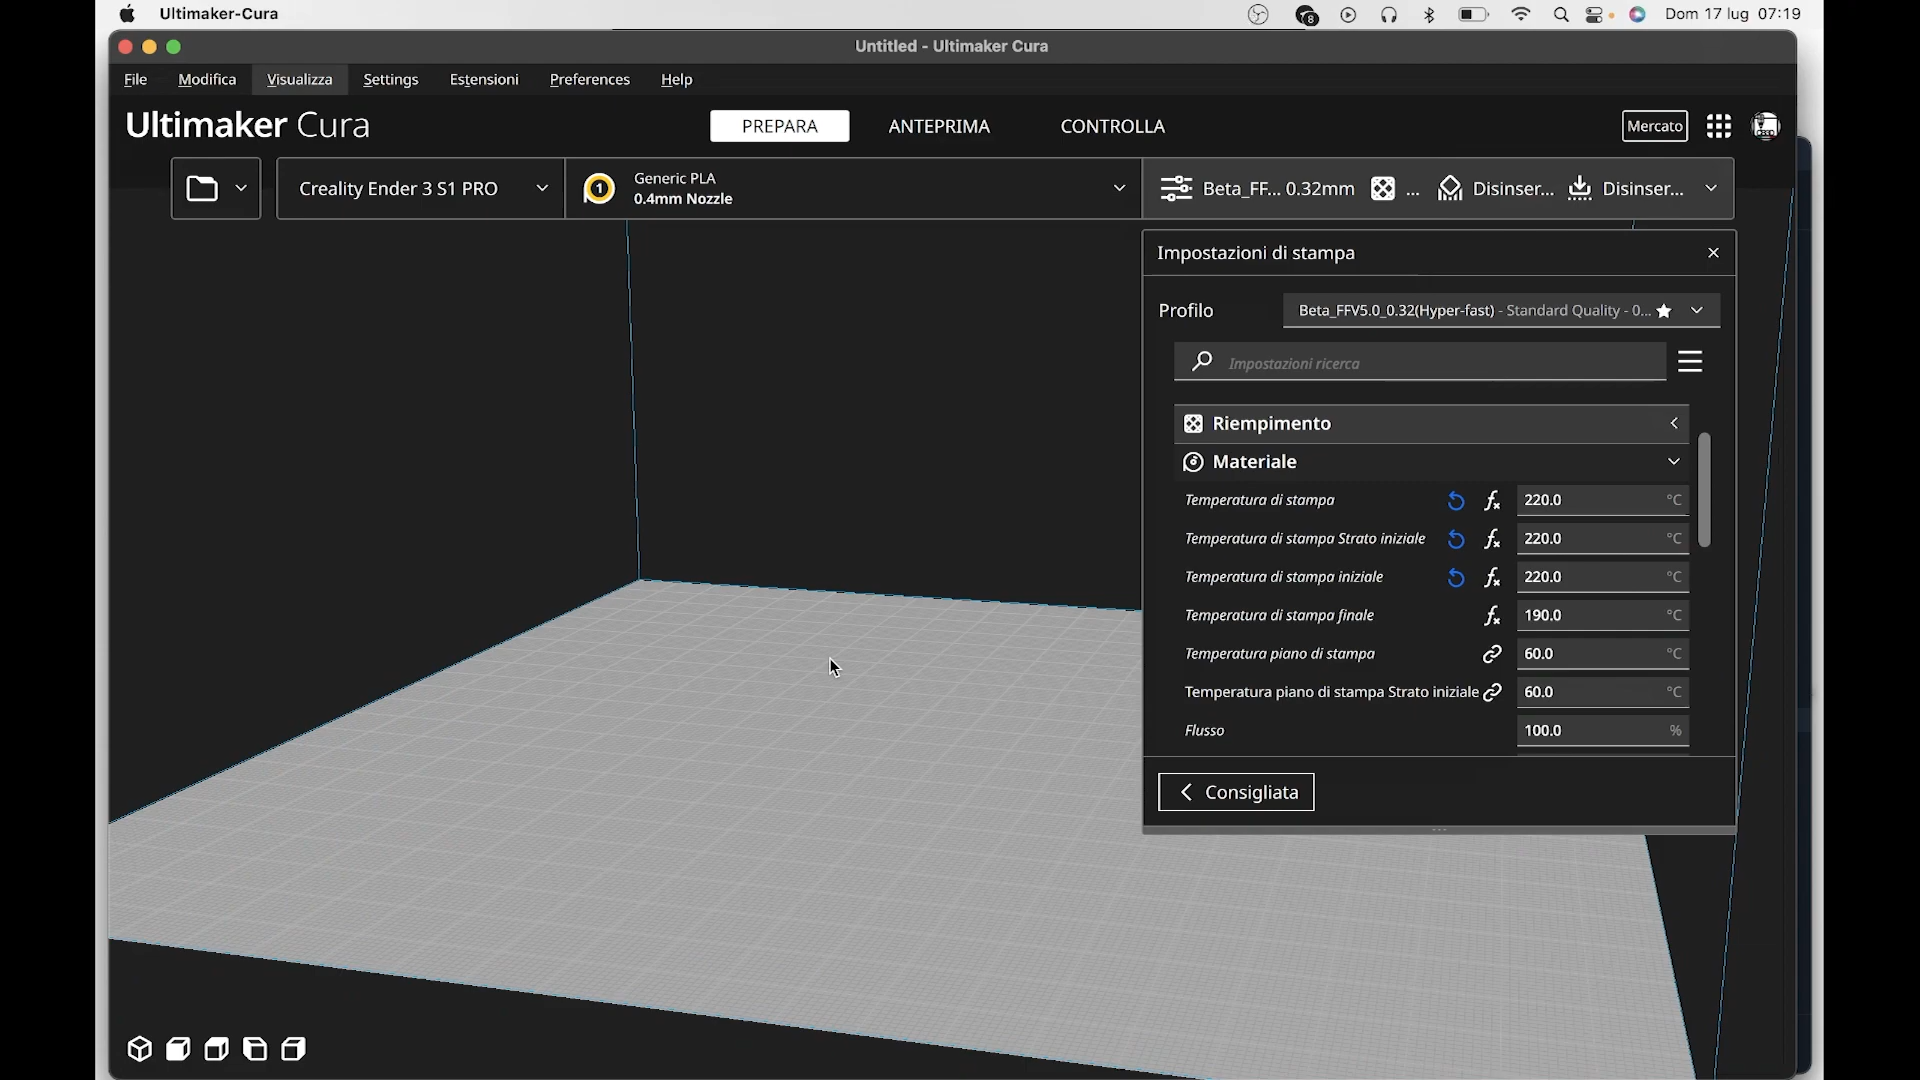 Ultimaker-Cura
8
Dom 17 lug 07:19
Untitled - Ultimaker Cura
File Modifica Visualizza Settings Estensioni Preferences Help
Ultimaker Cura
PREPARA ANTEPRIMA CONTROLLA
Mercato
Creality Ender 3 S1 PRO
1
Generic PLA
0.4mm Nozzle
Beta_FF... 0.32mm ... Disinser... Disinser...
Impostazioni di stampa
Profilo Beta_FFV5.0_0.32(Hyper-fast) - Standard Quality - 0...
Impostazioni ricerca
Riempimento
Materiale
Temperatura di stampa 220.0 °C
Temperatura di stampa Strato iniziale 220.0 °C
Temperatura di stampa iniziale 220.0 °C
Temperatura di stampa finale 190.0 °C
Temperatura piano di stampa 60.0 °C
Temperatura piano di stampa Strato iniziale 60.0 °C
Flusso 100.0 %
Consigliata